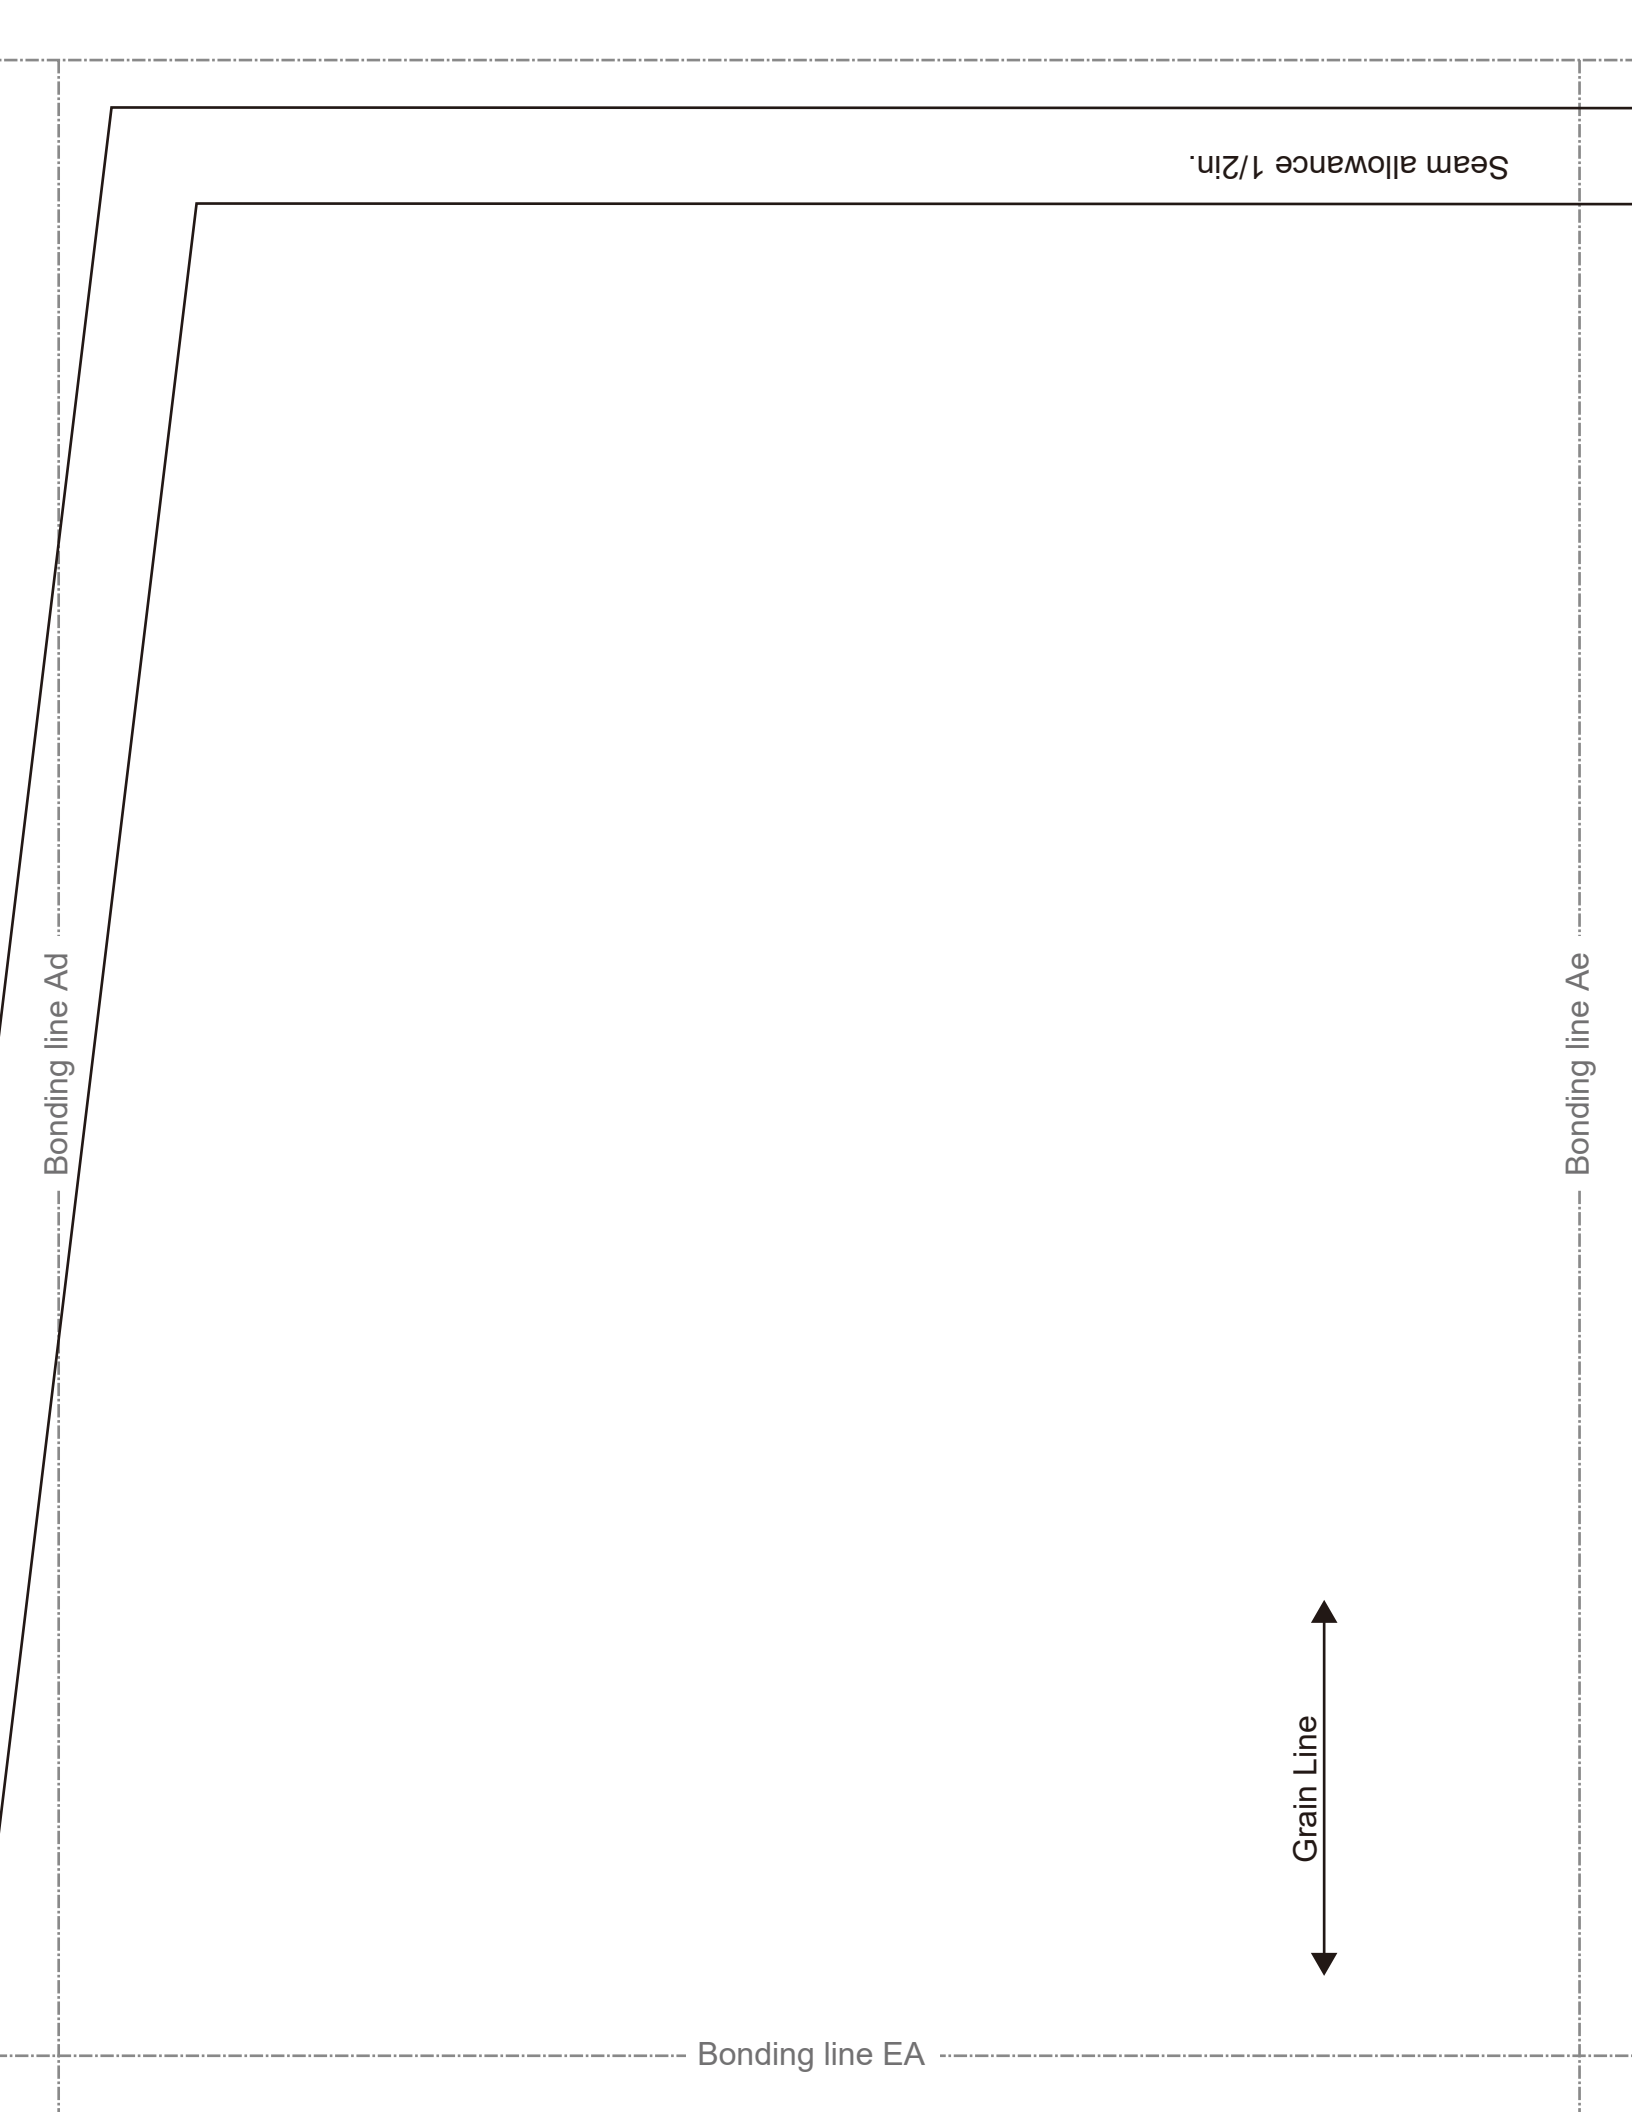 Seam allowance 1/2in.
Bonding line Ad
Bonding line Ae
Grain Line
Bonding line EA